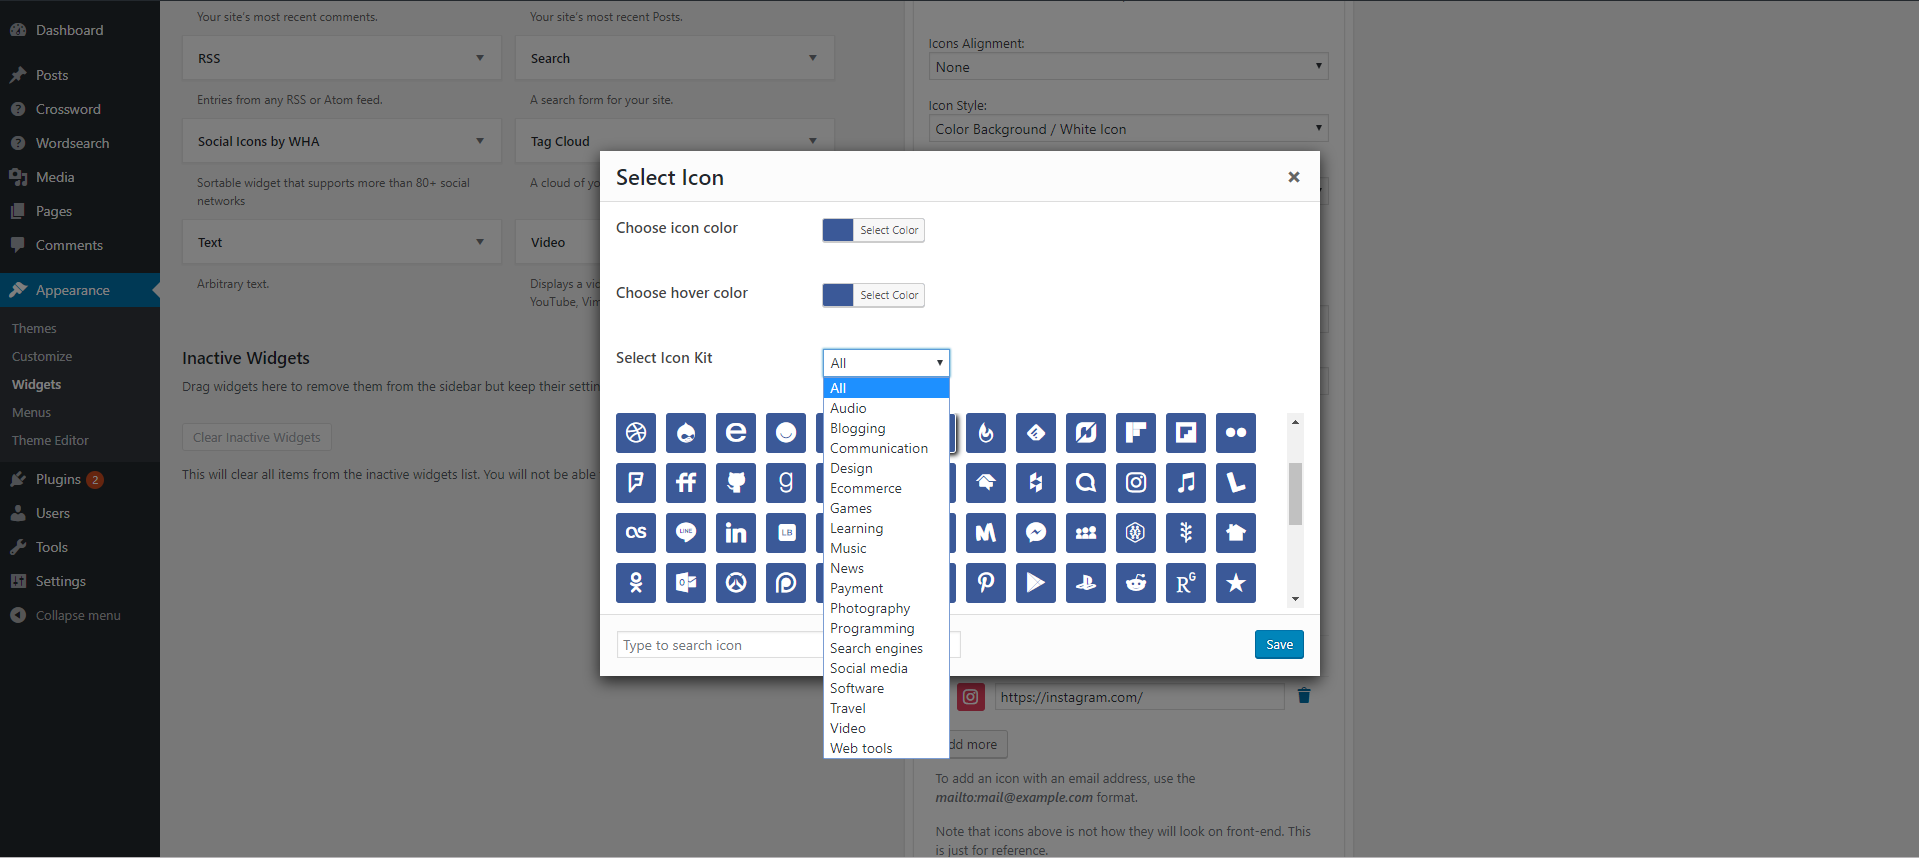 Dashboard
Posts
Crossword
Wordsearch
Media
Pages
Comments
Appearance
Themes
Customize
Widgets
Menus
Theme Editor
Plugins 2
Users
Tools
Settings
Collapse menu
Your site's most recent comments.
Your site's most recent Posts.
RSS
Search
Entries from any RSS or Atom feed.
A search form for your site.
Social Icons by WHA
Tag Cloud
Sortable widget that supports more than 80+ social
networks
A cloud of yo
Text
Video
Arbitrary text.
Displays a vid
YouTube, Vim
Inactive Widgets
Drag widgets here to remove them from the sidebar but keep their settin
Clear Inactive Widgets
This will clear all items from the inactive widgets list. You will not be able
Icons Alignment:
None
Icon Style:
Color Background / White Icon
Select Icon
Choose icon color
Select Color
Choose hover color
Select Color
Select Icon Kit
All
All
Audio
Blogging
Communication
Design
Ecommerce
Games
Learning
Music
News
Payment
Photography
Programming
Search engines
Social media
Software
Travel
Video
Web tools
LINE
in
LB
RG
Type to search icon
Save
https://instagram.com/
dd more
To add an icon with an email address, use the
mailto:mail@example.com format.
Note that icons above is not how they will look on front-end. This
is just for reference.